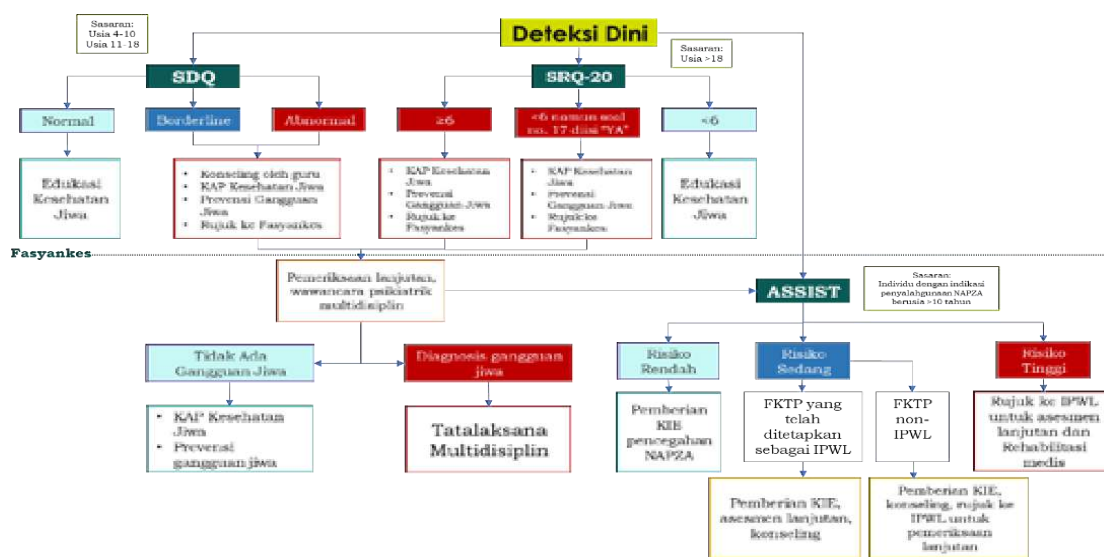 Sasaran:
Usia 4-10
Usia 11-18
Deteksi Dini
Sasaran:
Usia >18
SDQ
SRQ-20
Normal
Borderline
Abnormal
≥6
<6 namun soal
no. 17 diisi "YA"
<6
Edukasi
Kesehatan
Jiwa
• Konseling oleh guru
• KAP Kesehatan Jiwa
• Prevensi Gangguan
Jiwa
• Rujuk ke Fasyankes
• KAP Kesehatan
Jiwa
• Prevensi
Gangguan Jiwa
• Rujuk ke
Fasyankes
• KAP Kesehatan
Jiwa
• Prevensi
Gangguan Jiwa
• Rujuk ke
Fasyankes
Edukasi
Kesehatan
Jiwa
Fasyankes
Pemeriksaan lanjutan,
wawancara psikiatrik
multidisiplin
ASSIST
Sasaran:
Individu dengan indikasi
penyalahgunaan NAPZA
berusia >10 tahun
Tidak Ada
Gangguan Jiwa
Diagnosis gangguan
jiwa
Risiko
Rendah
Risiko
Sedang
Risiko
Tinggi
• KAP Kesehatan
Jiwa
• Prevensi
gangguan jiwa
Tatalaksana
Multidisiplin
Pemberian
KIE
pencegahan
NAPZA
FKTP yang
telah
ditetapkan
sebagai IPWL
FKTP
non-
IPWL
Rujuk ke IPWL
untuk asesmen
lanjutan dan
Rehabilitasi
medis
Pemberian KIE,
asesmen lanjutan,
konseling
Pemberian KIE,
konseling, rujuk ke
IPWL untuk
pemeriksaan
lanjutan